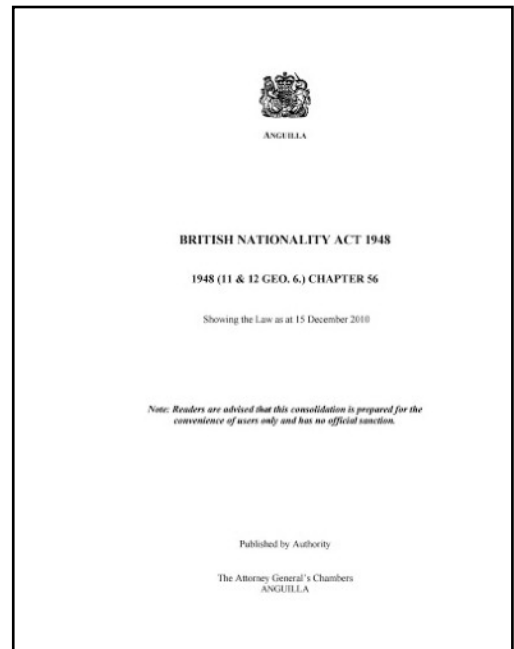 ANGUILLA
BRITISH NATIONALITY ACT 1948
1948 (11 & 12 GEO. 6.) CHAPTER 56
Showing the Law as at 15 December 2010
Note: Readers are advised that this consolidation is prepared for the
convenience of users only and has no official sanction.
Published by Authority
The Attorney General's Chambers
ANGUILLA